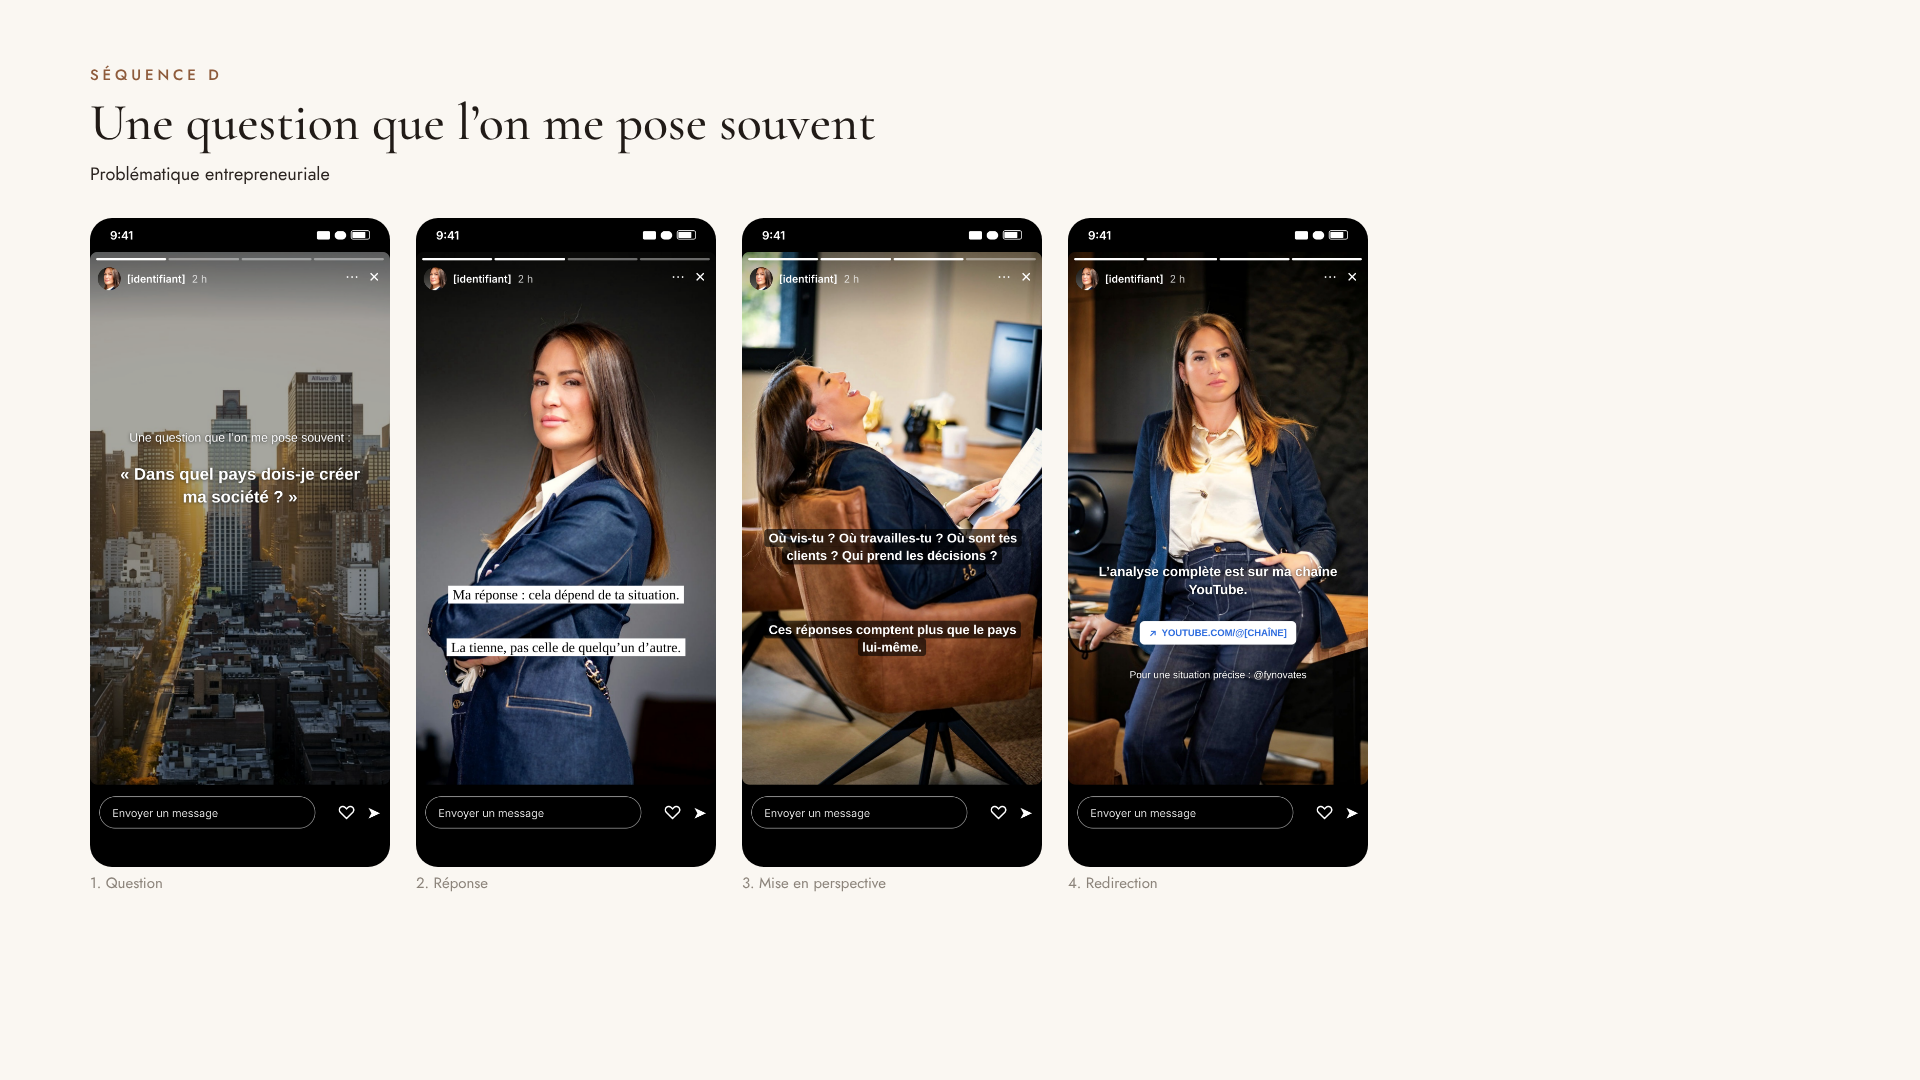 SÉQUENCE D
Une question que l’on me pose souvent
Problématique entrepreneuriale
9:41
[identifiant] 2 h
Allianz
Une question que l’on me pose souvent :
« Dans quel pays dois-je créer
ma société ? »
Envoyer un message
1. Question
9:41
[identifiant] 2 h
Ma réponse : cela dépend de ta situation.
La tienne, pas celle de quelqu’un d’autre.
Envoyer un message
2. Réponse
9:41
[identifiant] 2 h
Où vis-tu ? Où travailles-tu ? Où sont tes
clients ? Qui prend les décisions ?
Ces réponses comptent plus que le pays
lui-même.
Envoyer un message
3. Mise en perspective
9:41
[identifiant] 2 h
L’analyse complète est sur ma chaîne
YouTube.
YOUTUBE.COM/@[CHAÎNE]
Pour une situation précise : @fynovates
Envoyer un message
4. Redirection